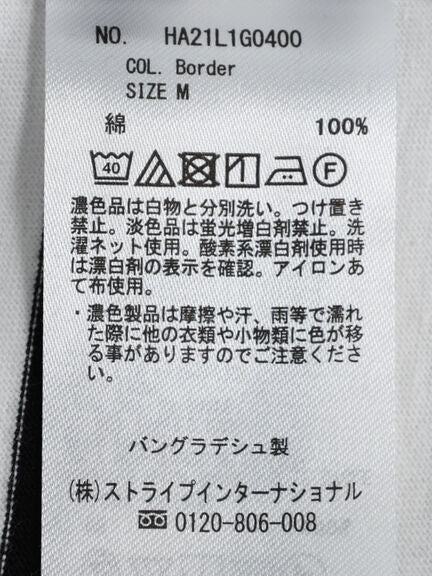 NO. HA21L1G0400
COL. Border
SIZE M
綿 100%
40 F
濃色品は白物と分別洗い。つけ置き
禁止。淡色品は蛍光増白剤禁止。洗
濯ネット使用。酸素系漂白剤使用時
は漂白剤の表示を確認。アイロンあ
て布使用。
・濃色製品は摩擦や汗、雨等で濡れ
た際に他の衣類や小物類に色が移
る事がありますのでご注意くださ
い。
バングラデシュ製
(株)ストライプインターナショナル
0120-806-008